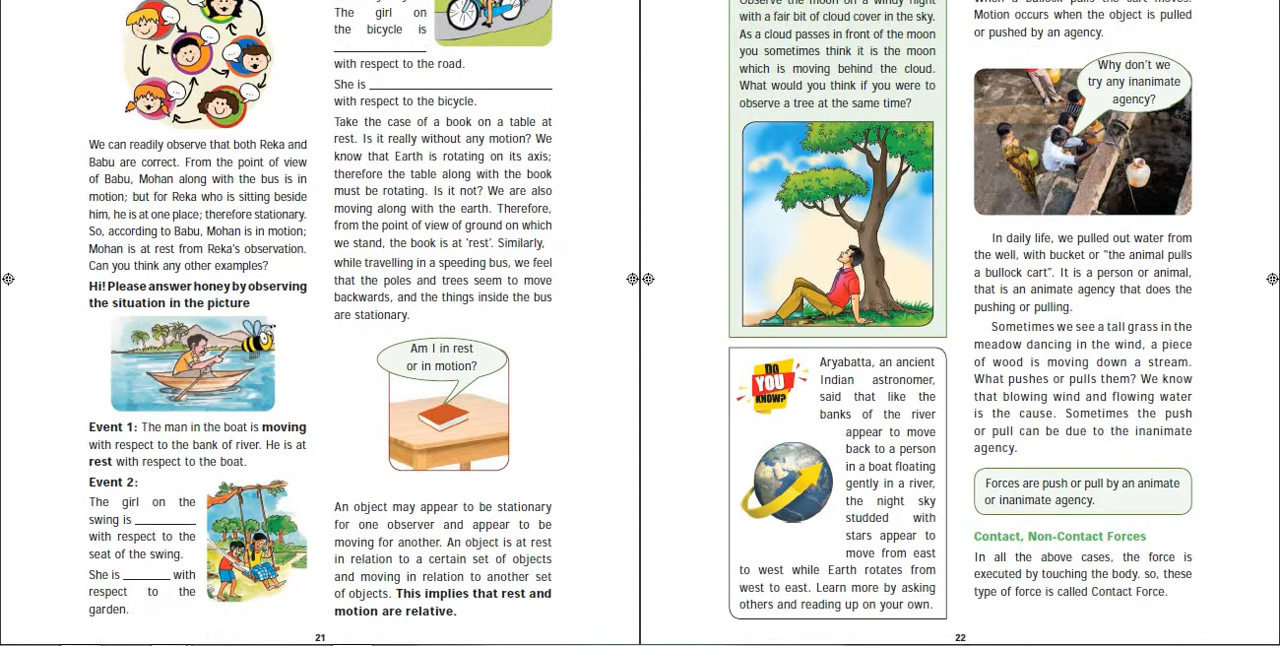 We can readily observe that both Reka and
Babu are correct. From the point of view
of Babu, Mohan along with the bus is in
motion; but for Reka who is sitting beside
him, he is at one place; therefore stationary.
So, according to Babu, Mohan is in motion;
Mohan is at rest from Reka's observation.
Can you think any other examples?
Hi! Please answer honey by observing
the situation in the picture
Event 1: The man in the boat is moving
with respect to the bank of river. He is at
rest with respect to the boat.
Event 2:
The girl on the
swing is ________
with respect to the
seat of the swing.
She is ______ with
respect to the
garden.
The girl on
the bicycle is
____________
with respect to the road.
She is ________________________
with respect to the bicycle.
Take the case of a book on a table at
rest. Is it really without any motion? We
know that Earth is rotating on its axis;
therefore the table along with the book
must be rotating. Is it not? We are also
moving along with the earth. Therefore,
from the point of view of ground on which
we stand, the book is at 'rest'. Similarly,
while travelling in a speeding bus, we feel
that the poles and trees seem to move
backwards, and the things inside the bus
are stationary.
Am I in rest
or in motion?
An object may appear to be stationary
for one observer and appear to be
moving for another. An object is at rest
in relation to a certain set of objects
and moving in relation to another set
of objects. This implies that rest and
motion are relative.
21
Observe the moon on a windy night
with a fair bit of cloud cover in the sky.
As a cloud passes in front of the moon
you sometimes think it is the moon
which is moving behind the cloud.
What would you think if you were to
observe a tree at the same time?
DO
YOU
KNOW?
Aryabatta, an ancient
Indian astronomer,
said that like the
banks of the river
appear to move
back to a person
in a boat floating
gently in a river,
the night sky
studded with
stars appear to
move from east
to west while Earth rotates from
west to east. Learn more by asking
others and reading up on your own.
When a bullock pulls the cart moves.
Motion occurs when the object is pulled
or pushed by an agency.
Why don't we
try any inanimate
agency?
In daily life, we pulled out water from
the well, with bucket or "the animal pulls
a bullock cart". It is a person or animal,
that is an animate agency that does the
pushing or pulling.
Sometimes we see a tall grass in the
meadow dancing in the wind, a piece
of wood is moving down a stream.
What pushes or pulls them? We know
that blowing wind and flowing water
is the cause. Sometimes the push
or pull can be due to the inanimate
agency.
Forces are push or pull by an animate
or inanimate agency.
Contact, Non-Contact Forces
In all the above cases, the force is
executed by touching the body. so, these
type of force is called Contact Force.
22